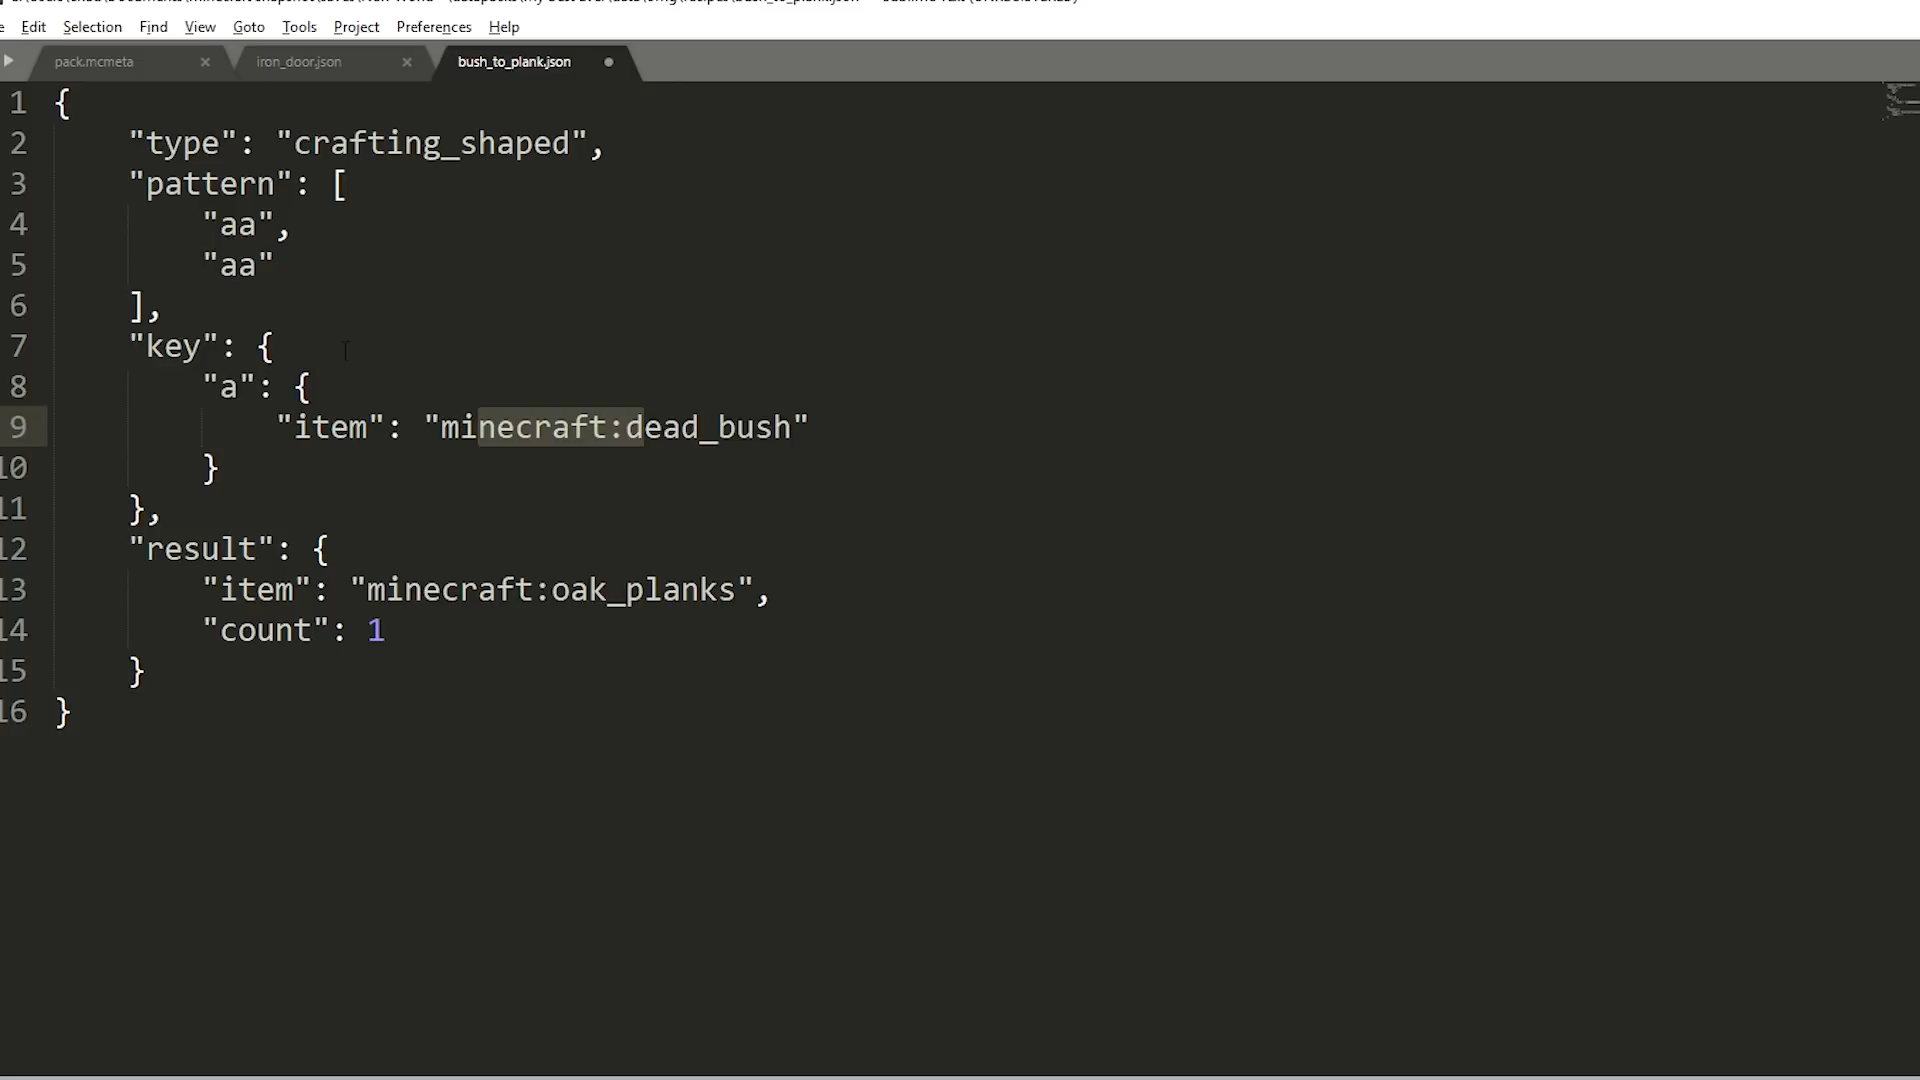 Edit Selection Find View Goto Tools Project Preferences Help
pack.mcmeta × iron_door.json × bush_to_plank.json
1 {
2 "type": "crafting_shaped",
3 "pattern": [
4 "aa",
5 "aa"
6 ],
7 "key": {
8 "a": {
9 "item": "minecraft:dead_bush"
10 }
11 },
12 "result": {
13 "item": "minecraft:oak_planks",
14 "count": 1
15 }
16 }